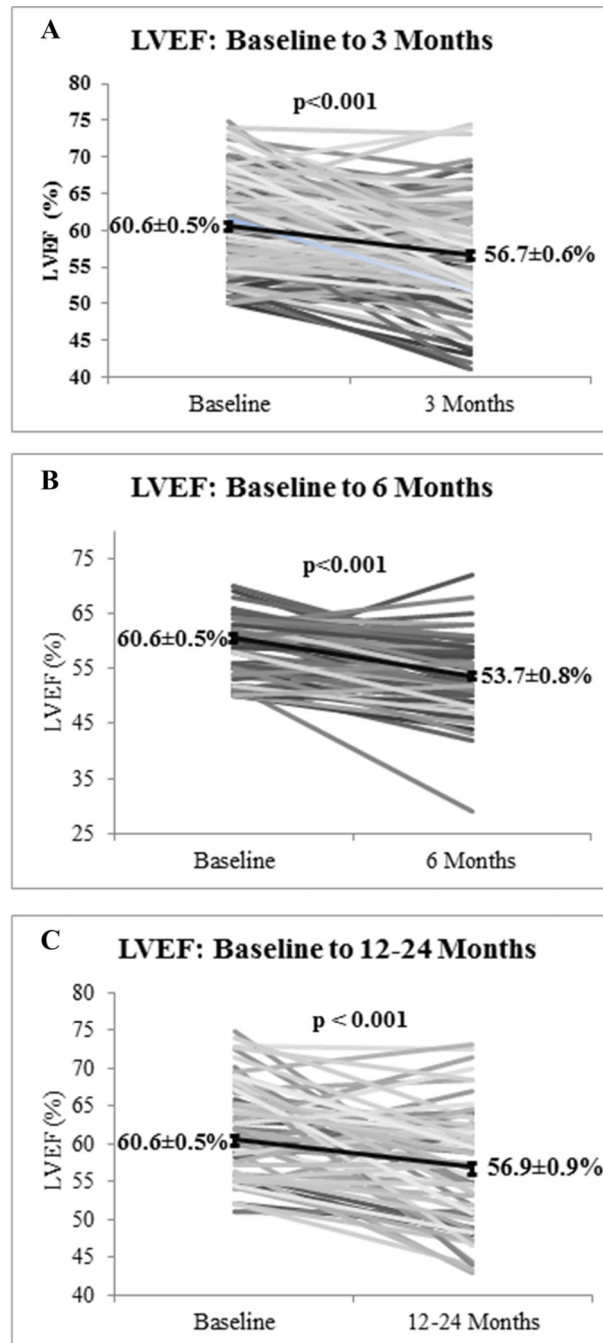 A
LVEF: Baseline to 3 Months
80
75
70
65
60
55
50
45
40
LVEF (%)
p<0.001
60.6±0.5%
56.7±0.6%
Baseline
3 Months
B
LVEF: Baseline to 6 Months
75
65
55
45
35
25
LVEF (%)
p<0.001
60.6±0.5%
53.7±0.8%
Baseline
6 Months
C
LVEF: Baseline to 12-24 Months
80
75
70
65
60
55
50
45
40
LVEF (%)
p < 0.001
60.6±0.5%
56.9±0.9%
Baseline
12-24 Months